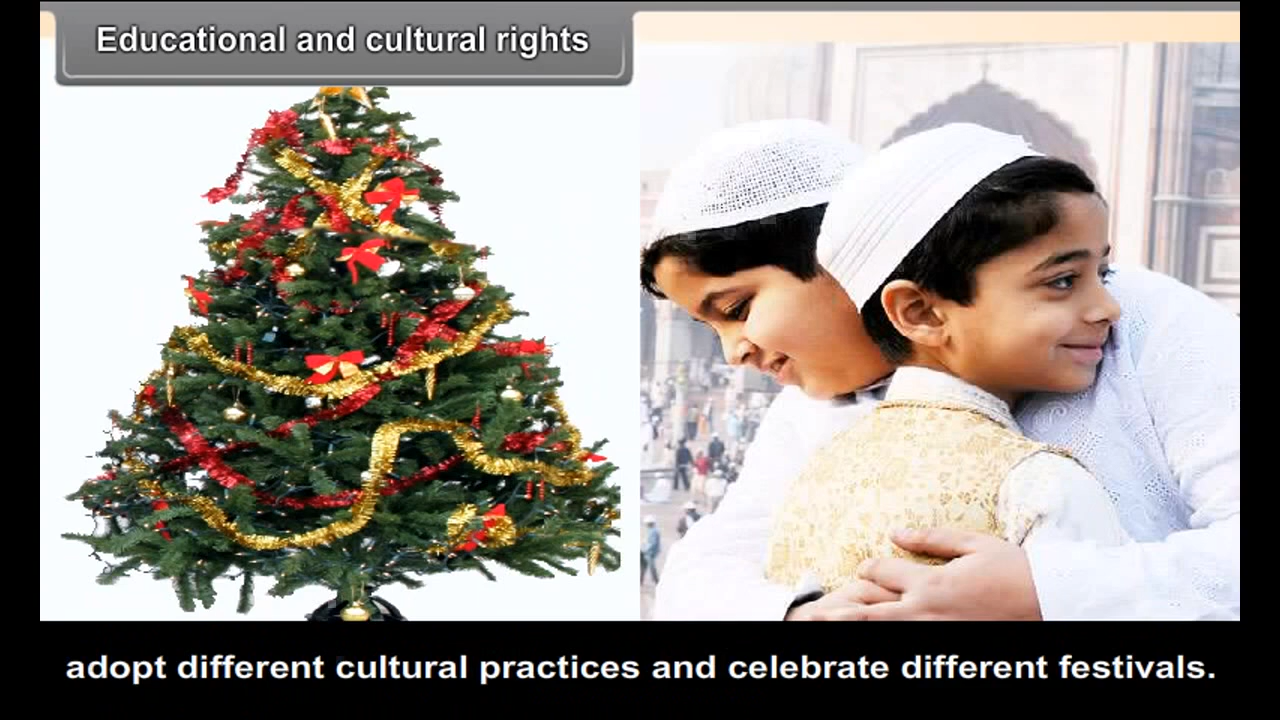 Educational and cultural rights
adopt different cultural practices and celebrate different festivals.